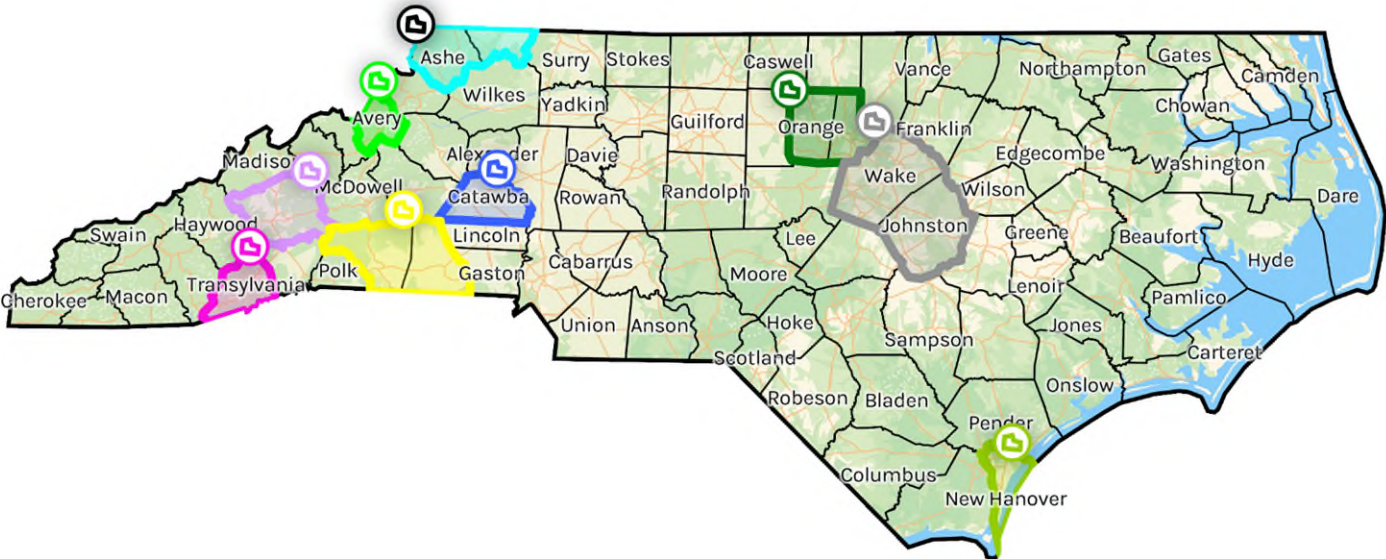 Ashe
Surry
Stokes
Caswell
Vance
Northampton
Gates
Camden
Wilkes
Yadkin
Chowan
Avery
Guilford
Orange
Franklin
Madison
Alexander
Davie
Edgecombe
Washington
McDowell
Wake
Catawba
Rowan
Randolph
Wilson
Dare
Haywood
Johnston
Swain
Lincoln
Lee
Greene
Beaufort
Transylvania
Polk
Gaston
Cabarrus
Moore
Hyde
Cherokee
Macon
Lenoir
Pamlico
Union
Anson
Hoke
Sampson
Jones
Scotland
Carteret
Robeson
Bladen
Onslow
Pender
Columbus
New Hanover